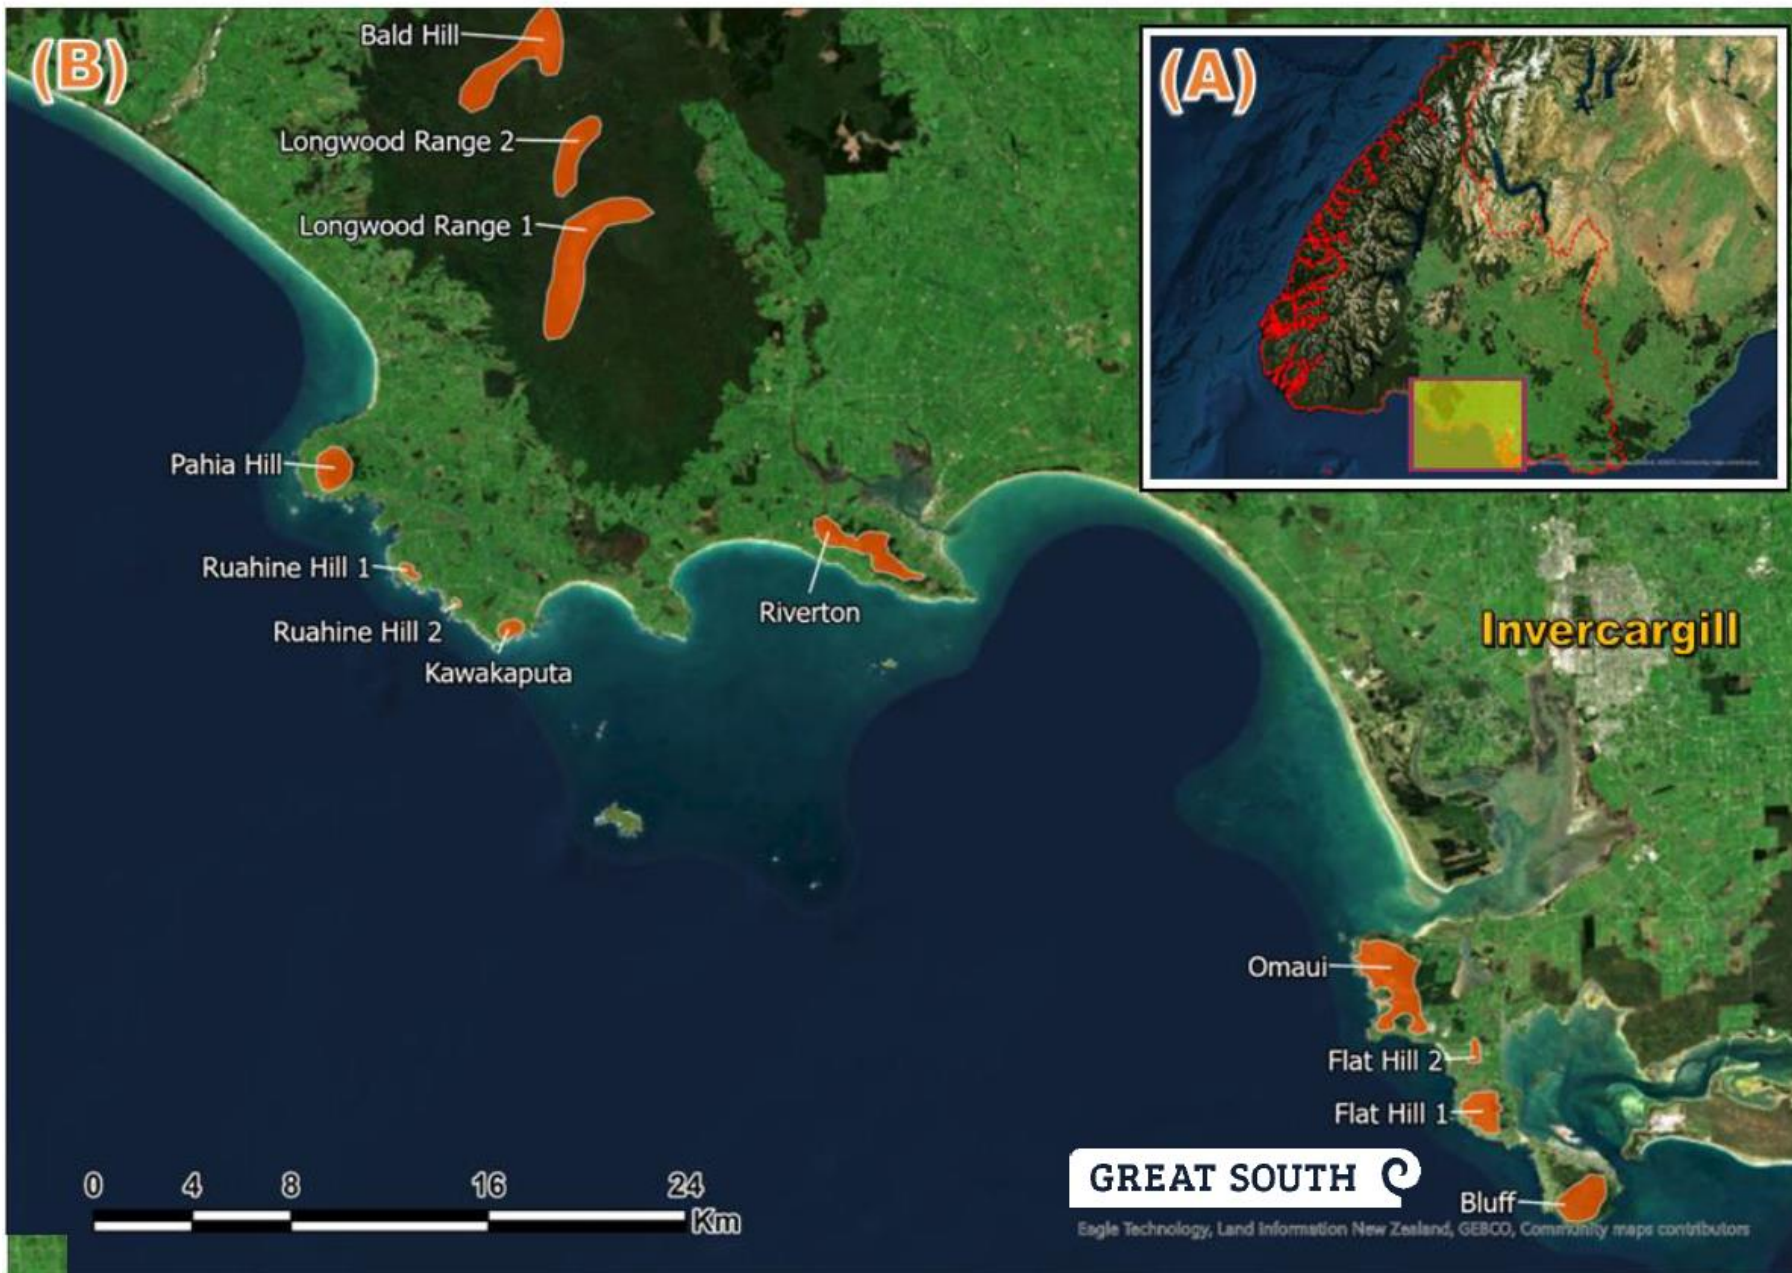 (B)
(A)
Bald Hill
Longwood Range 2
Longwood Range 1
Pahia Hill
Ruahine Hill 1
Ruahine Hill 2
Kawakaputa
Riverton
Invercargill
Omaui
Flat Hill 2
Flat Hill 1
Bluff
0 4 8 16 24
Km
GREAT SOUTH
Eagle Technology, Land Information New Zealand, GEBCO, Community maps contributors